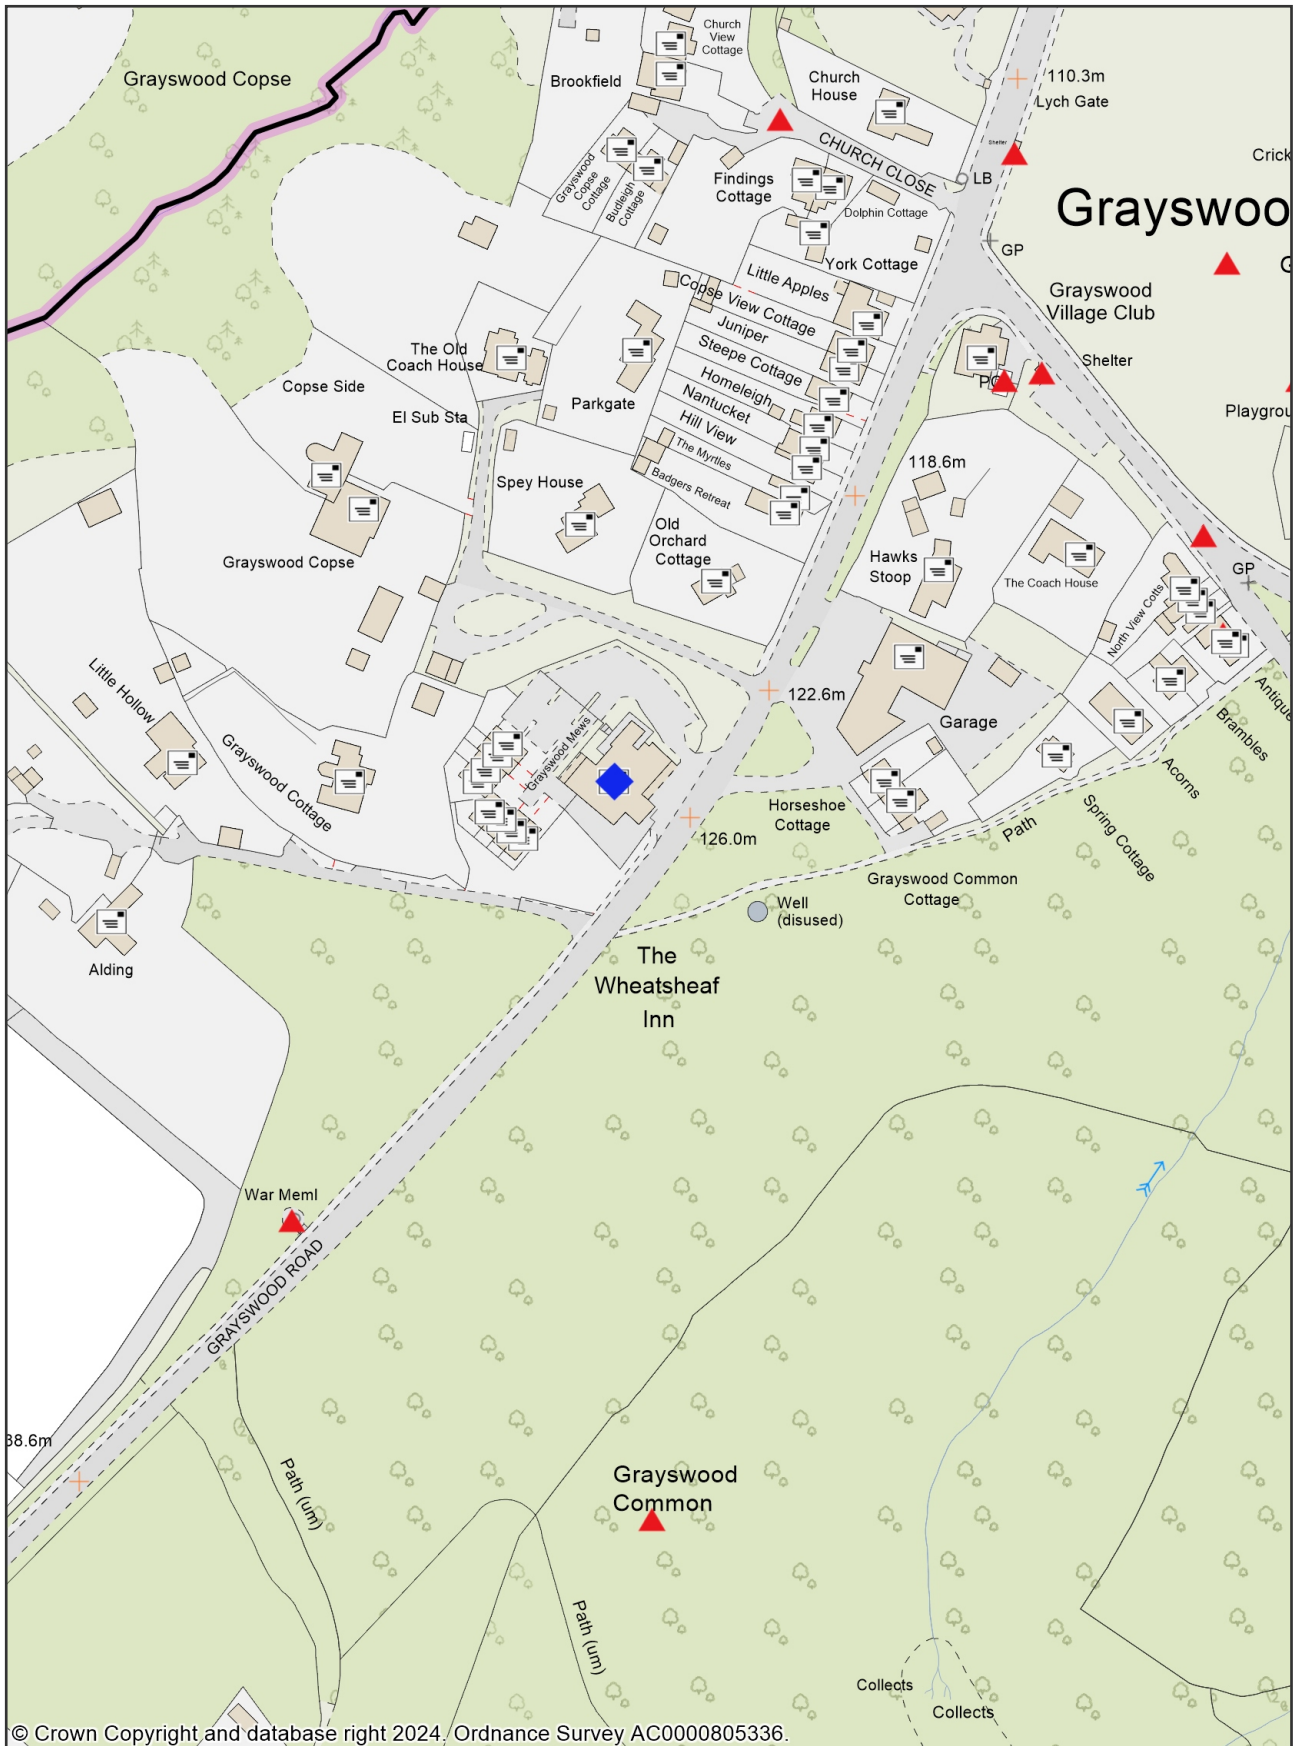 Church
View
Cottage
Grayswood Copse
Brookfield
Church
House
110.3m
Lych Gate
Shelter
CHURCH CLOSE
LB
Crick
Grayswood
Copse
Cottage
Budleigh
Cottage
Findings
Cottage
Dolphin Cottage
Grayswoo
GP
York Cottage
G
Little Apples
Copse View Cottage
Grayswood
Village Club
Juniper
Steepe Cottage
The Old
Coach House
Shelter
Copse Side
Homeleigh
El Sub Sta
Parkgate
Nantucket
Playgrou
Hill View
The Myrtles
118.6m
Badgers Retreat
Spey House
Old
Orchard
Cottage
Grayswood Copse
Hawks
Stoop
The Coach House
GP
North View Cotts
Little Hollow
122.6m
Antique
Garage
Brambles
Grayswood Mews
Grayswood Cottage
Acorns
Horseshoe
Cottage
Spring Cottage
126.0m
Path
Grayswood Common
Cottage
Well
(disused)
Alding
The
Wheatsheaf
Inn
War Meml
GRAYSWOOD ROAD
38.6m
Path (um)
Grayswood
Common
Path (um)
Collects
Collects
© Crown Copyright and database right 2024. Ordnance Survey AC0000805336.